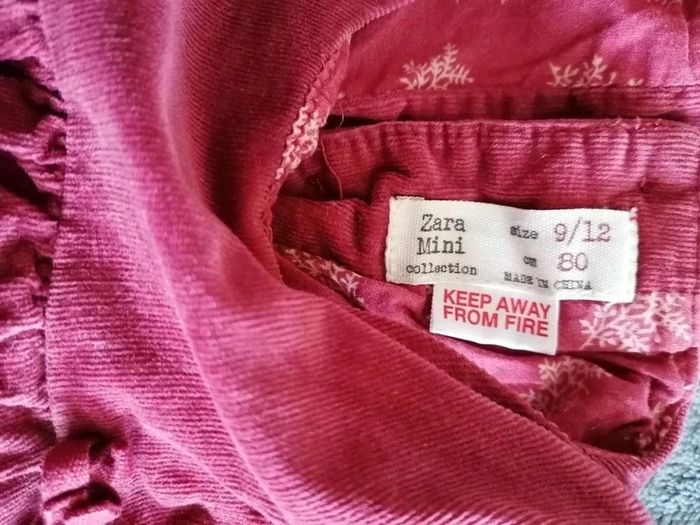 Zara
Mini
collection
size 9/12
cm 80
MADE IN CHINA
KEEP AWAY
FROM FIRE